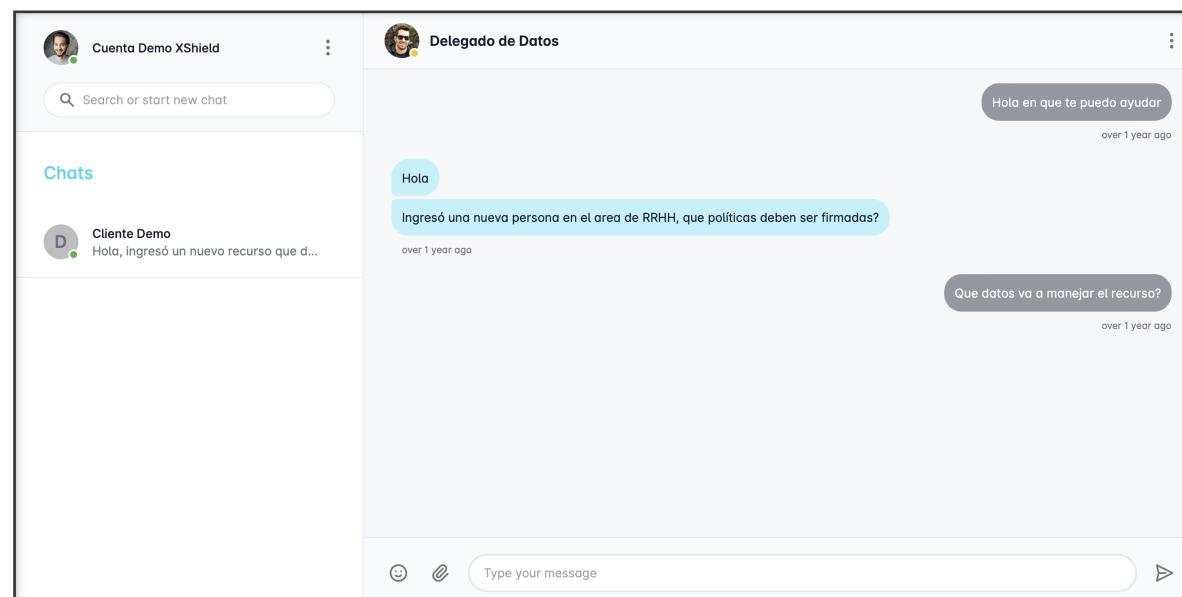 Cuenta Demo XShield
Search or start new chat
Chats
D
Cliente Demo
Hola, ingresó un nuevo recurso que d...
Delegado de Datos
Hola en que te puedo ayudar
over 1 year ago
Hola
Ingresó una nueva persona en el area de RRHH, que políticas deben ser firmadas?
over 1 year ago
Que datos va a manejar el recurso?
over 1 year ago
Type your message